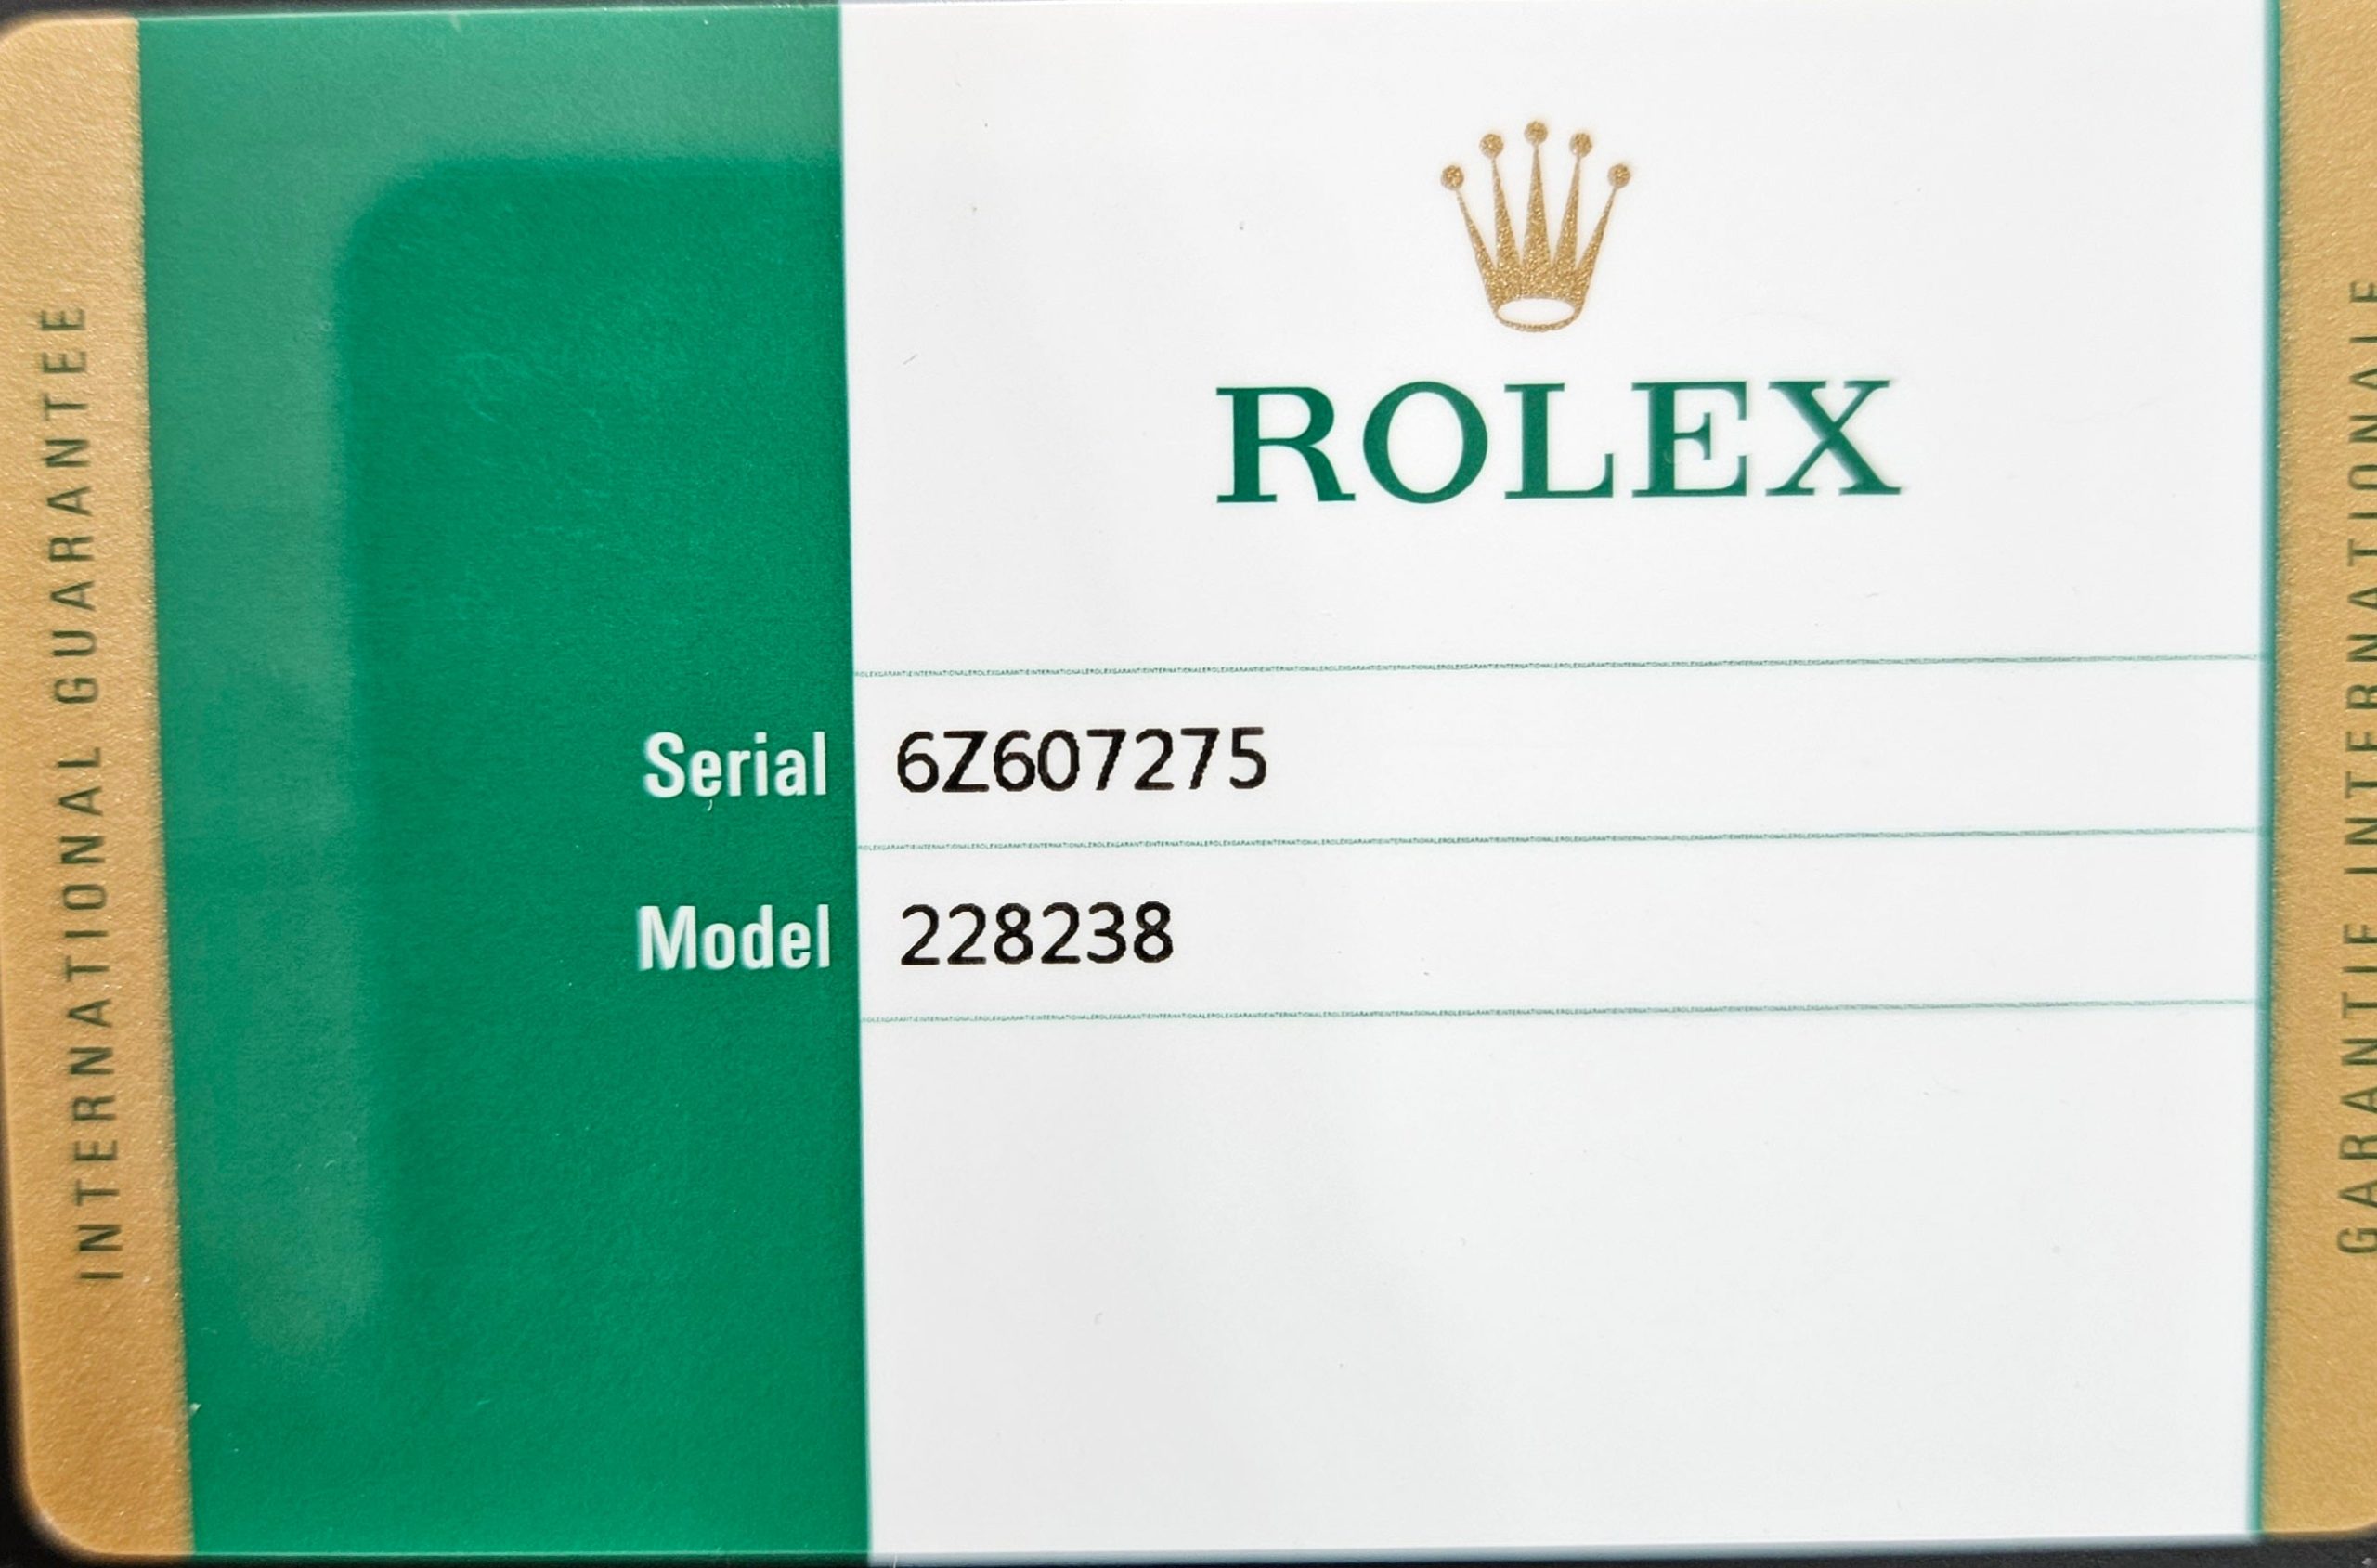 INTERNATIONAL GUARANTEE
ROLEX
Serial 6Z607275
Model 228238
GARANTIE INTERNATIONALE